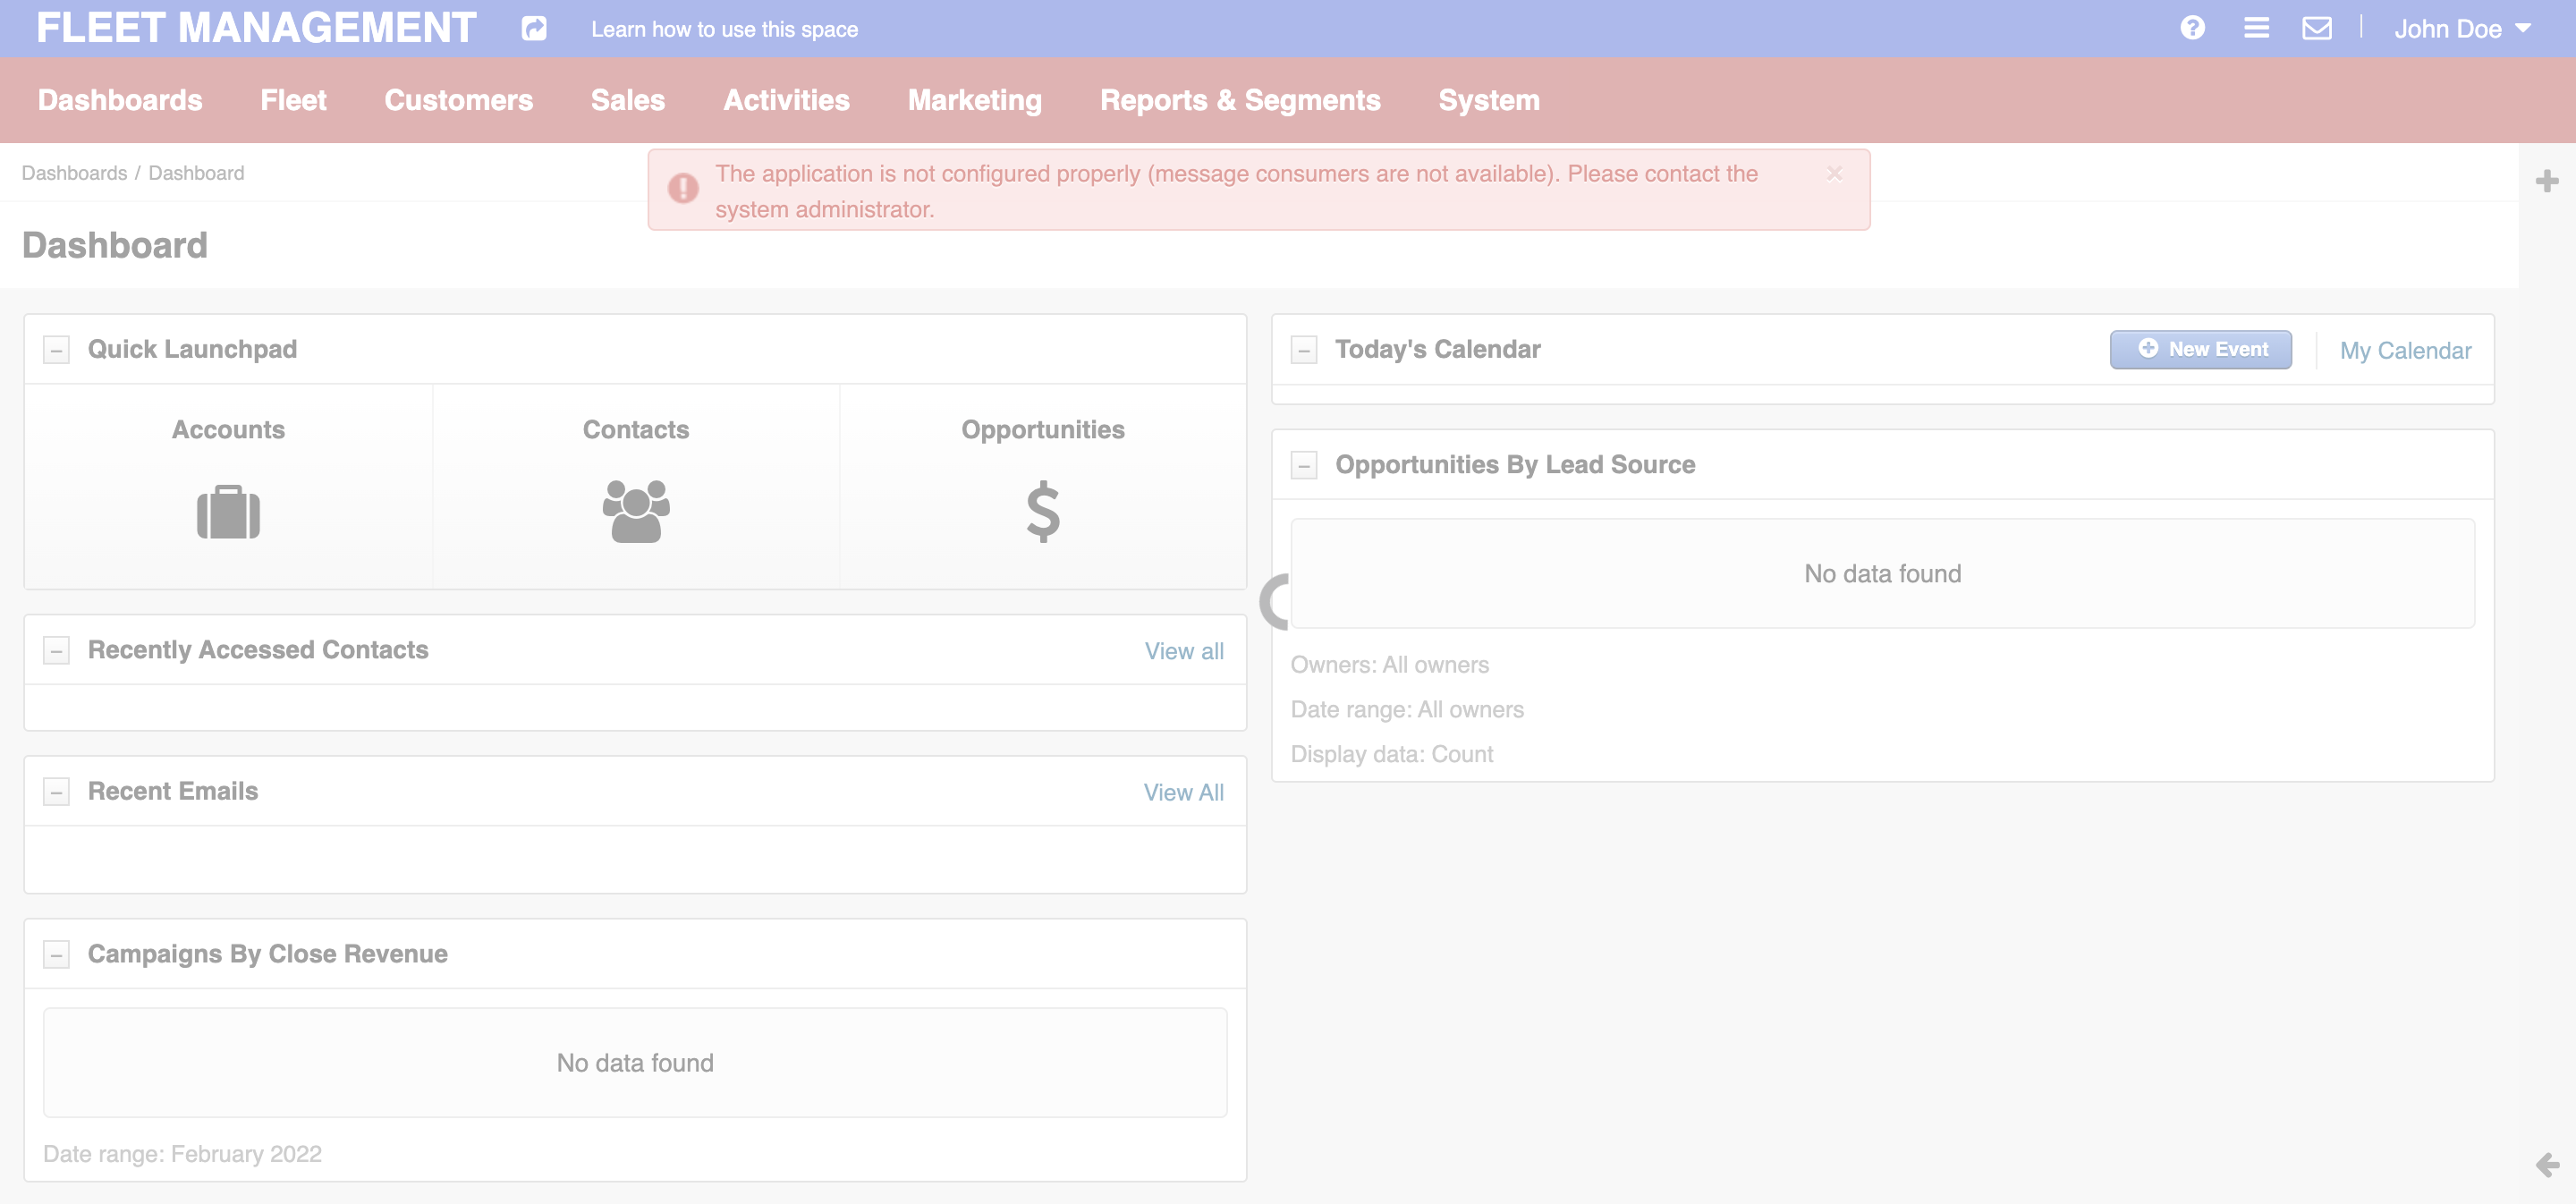 FLEET MANAGEMENT
Learn how to use this space
John Doe
Dashboards
Fleet
Customers
Sales
Activities
Marketing
Reports & Segments
System
Dashboards / Dashboard
The application is not configured properly (message consumers are not available). Please contact the
system administrator.
Dashboard
Quick Launchpad
Accounts
Contacts
Opportunities
Recently Accessed Contacts
View all
Recent Emails
View All
Campaigns By Close Revenue
No data found
Date range: February 2022
Today's Calendar
New Event
My Calendar
Opportunities By Lead Source
No data found
Owners: All owners
Date range: All owners
Display data: Count